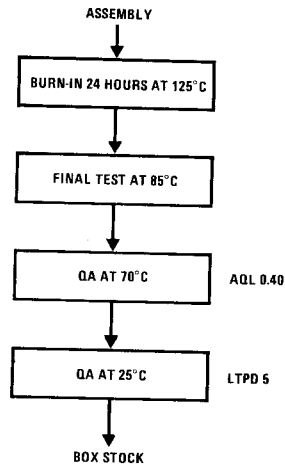 ASSEMBLY
BURN-IN 24 HOURS AT 125°C
FINAL TEST AT 85°C
QA AT 70°C
AQL 0.40
QA AT 25°C
LTPD 5
BOX STOCK